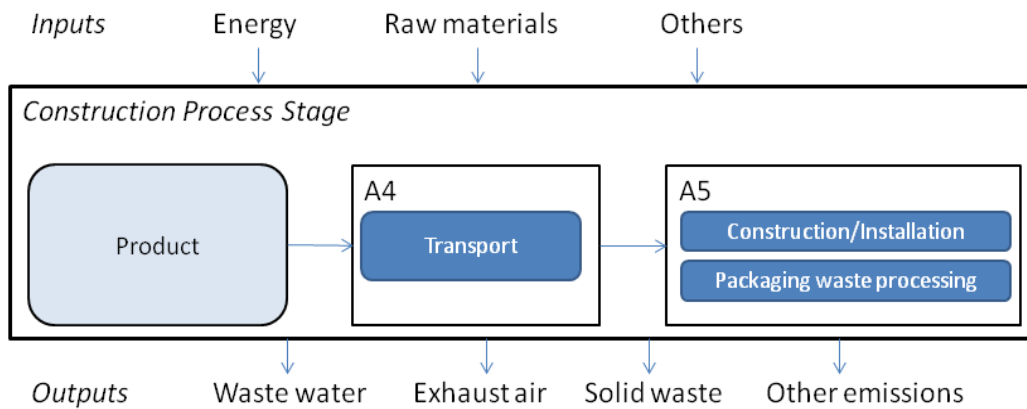 Inputs Energy Raw materials Others
Construction Process Stage
A4 A5
Product Transport Construction/Installation
Packaging waste processing
Outputs Waste water Exhaust air Solid waste Other emissions